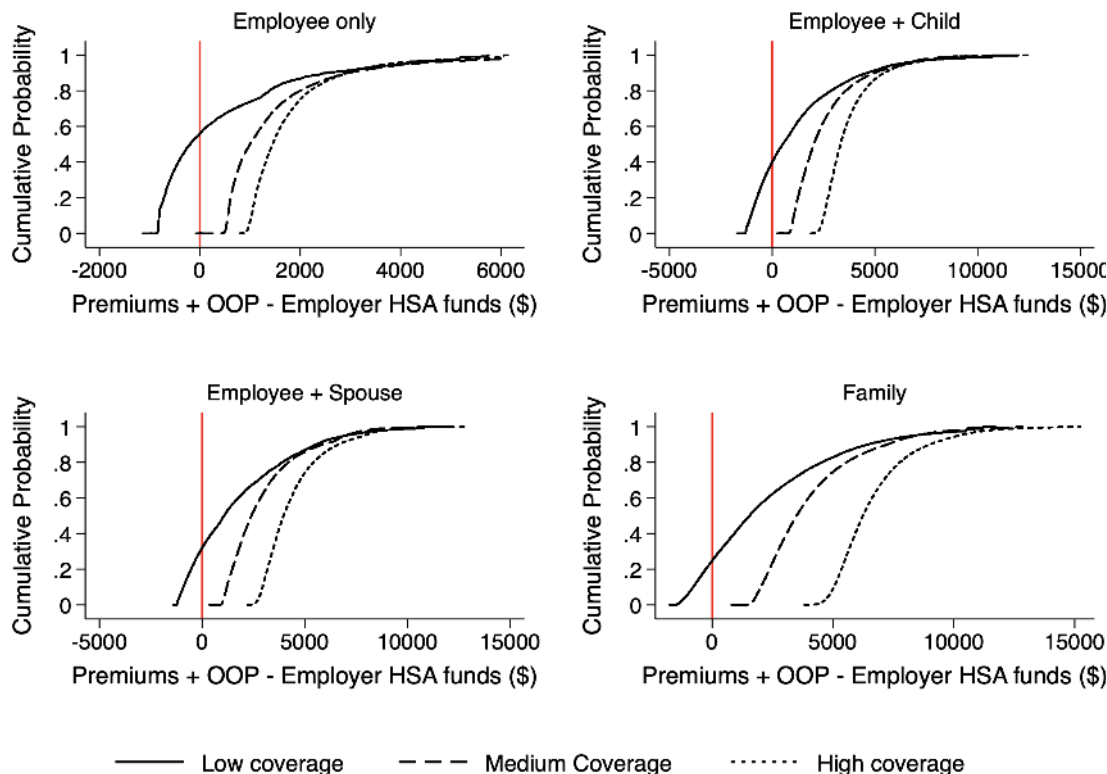 Employee only
Cumulative Probability
1
.8
.6
.4
.2
0
-2000 0 2000 4000 6000
Premiums + OOP - Employer HSA funds ($)
Employee + Child
Cumulative Probability
1
.8
.6
.4
.2
0
-5000 0 5000 10000 15000
Premiums + OOP - Employer HSA funds ($)
Employee + Spouse
Cumulative Probability
1
.8
.6
.4
.2
0
-5000 0 5000 10000 15000
Premiums + OOP - Employer HSA funds ($)
Family
Cumulative Probability
1
.8
.6
.4
.2
0
0 5000 10000 15000
Premiums + OOP - Employer HSA funds ($)
Low coverage Medium Coverage High coverage